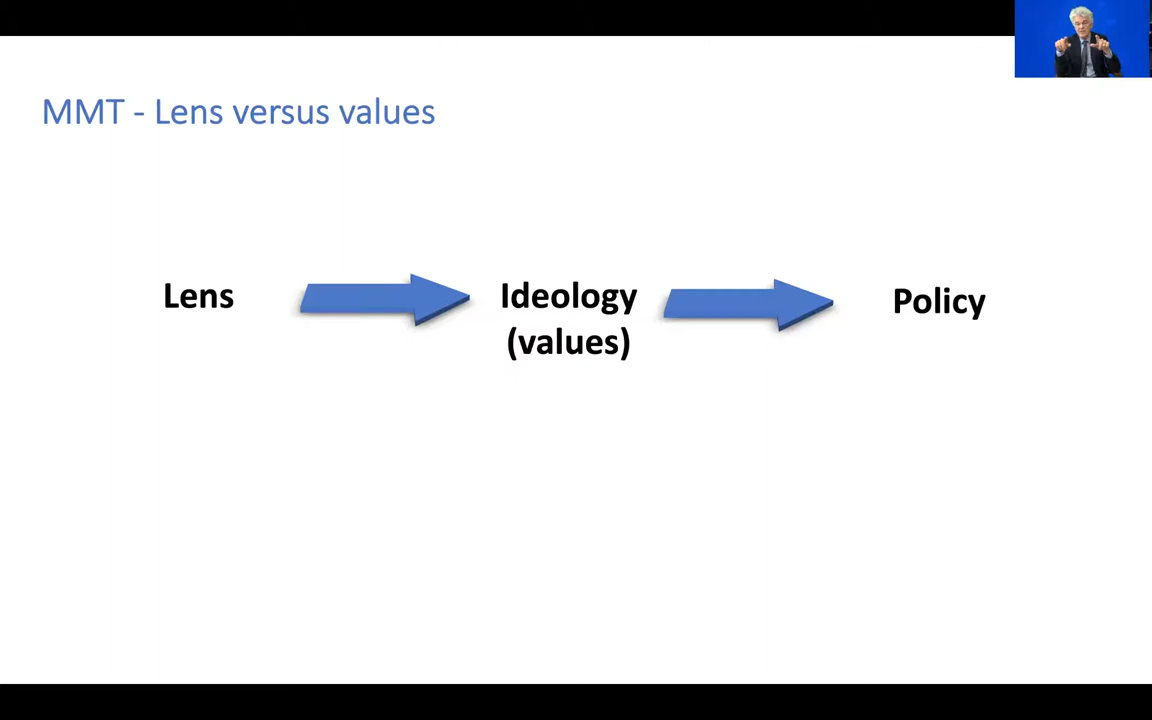 MMT - Lens versus values
Lens
Ideology
(values)
Policy